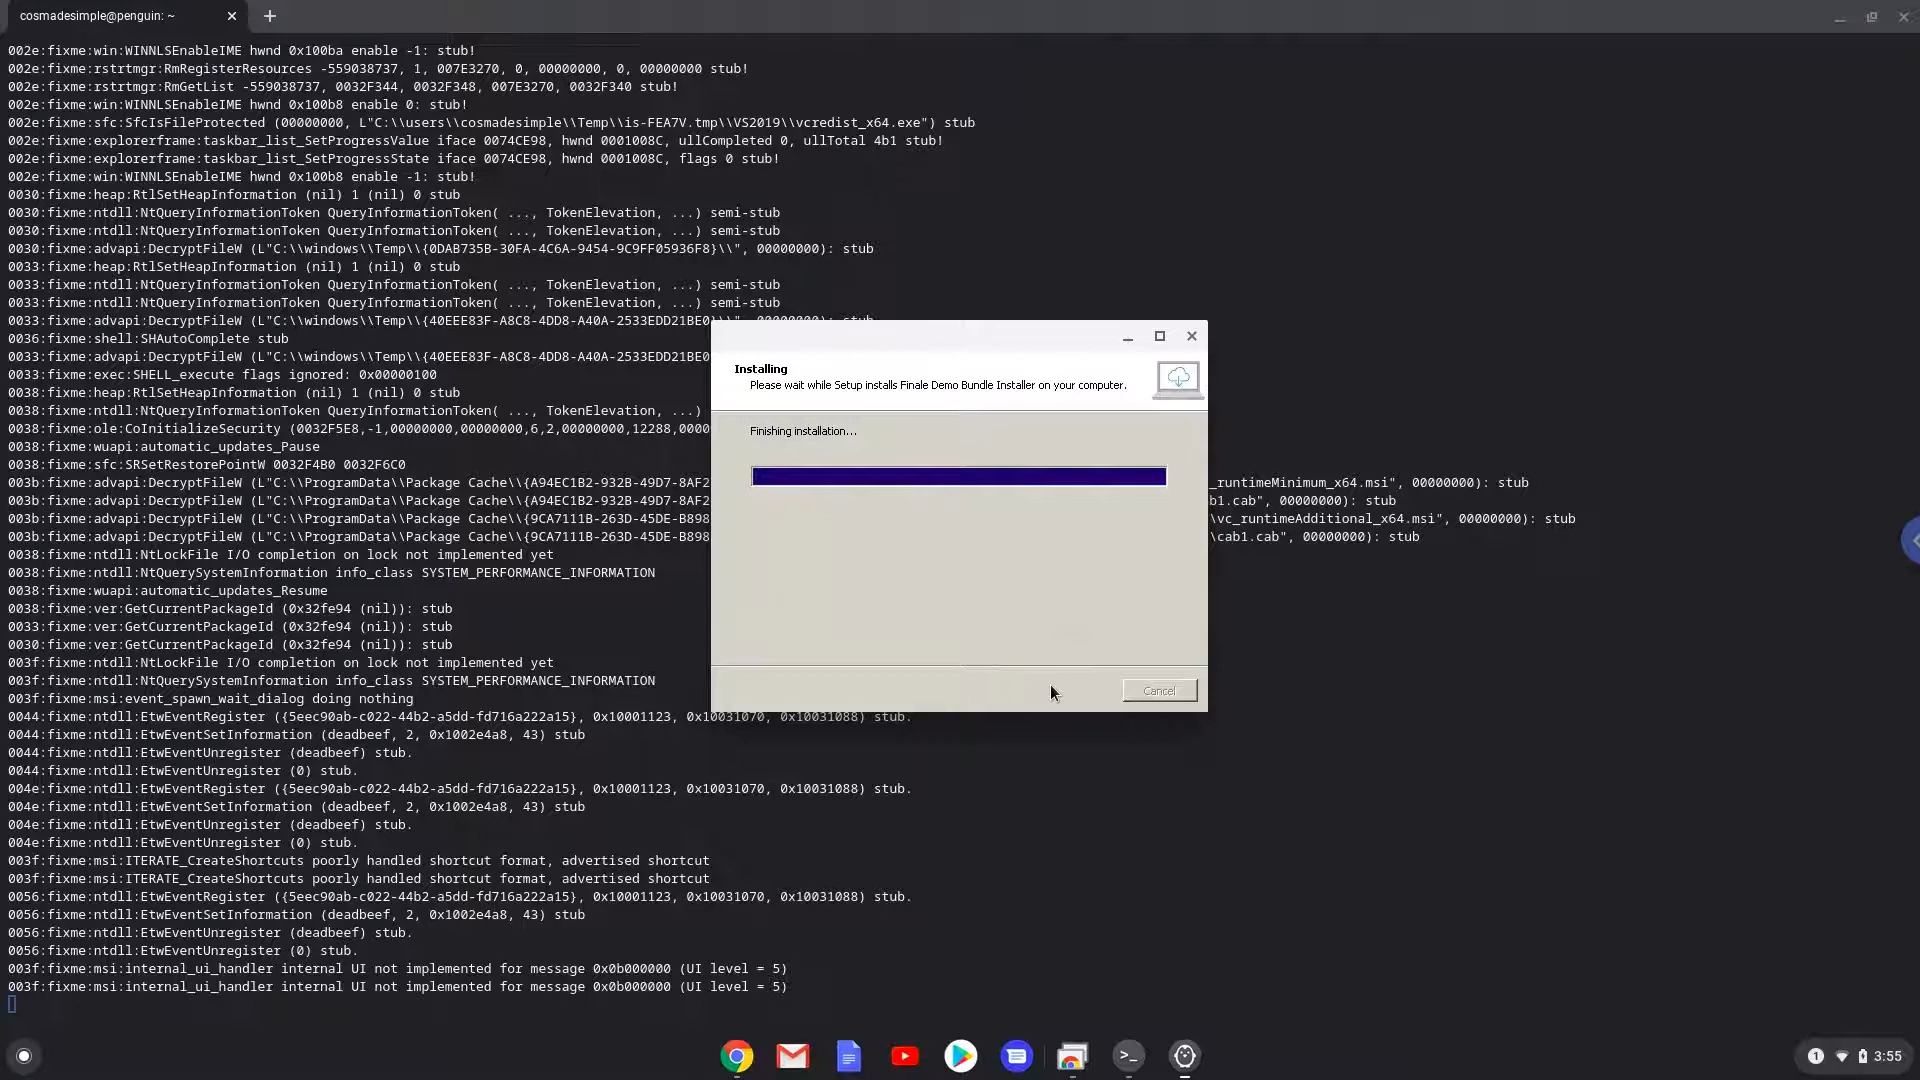 cosmadesimple@penguin: ~
002e:fixme:win:WINNLSEnableIME hwnd 0x100ba enable -1: stub!
002e:fixme:rstrtmgr:RmRegisterResources -559038737, 1, 007E3270, 0, 00000000, 0, 00000000 stub!
002e:fixme:rstrtmgr:RmGetList -559038737, 0032F344, 0032F348, 007E3270, 0032F340 stub!
002e:fixme:win:WINNLSEnableIME hwnd 0x100b8 enable 0: stub!
002e:fixme:sfc:SfcIsFileProtected (00000000, L"C:\\users\\cosmadesimple\\Temp\\is-FEA7V.tmp\\VS2019\\vcredist_x64.exe") stub
002e:fixme:explorerframe:taskbar_list_SetProgressValue iface 0074CE98, hwnd 0001008C, ullCompleted 0, ullTotal 4b1 stub!
002e:fixme:explorerframe:taskbar_list_SetProgressState iface 0074CE98, hwnd 0001008C, flags 0 stub!
002e:fixme:win:WINNLSEnableIME hwnd 0x100b8 enable -1: stub!
0030:fixme:heap:RtlSetHeapInformation (nil) 1 (nil) 0 stub
0030:fixme:ntdll:NtQueryInformationToken QueryInformationToken( ..., TokenElevation, ...) semi-stub
0030:fixme:ntdll:NtQueryInformationToken QueryInformationToken( ..., TokenElevation, ...) semi-stub
0030:fixme:advapi:DecryptFileW (L"C:\\windows\\Temp\\{0DAB735B-30FA-4C6A-9454-9C9FF05936F8}\\", 00000000): stub
0033:fixme:heap:RtlSetHeapInformation (nil) 1 (nil) 0 stub
0033:fixme:ntdll:NtQueryInformationToken QueryInformationToken( ..., TokenElevation, ...) semi-stub
0033:fixme:ntdll:NtQueryInformationToken QueryInformationToken( ..., TokenElevation, ...) semi-stub
0033:fixme:advapi:DecryptFileW (L"C:\\windows\\Temp\\{40EEE83F-A8C8-4DD8-A40A-2533EDD21BE0}\\", 00000000): stub
0036:fixme:shell:SHAutoComplete stub
0033:fixme:advapi:DecryptFileW (L"C:\\windows\\Temp\\{40EEE83F-A8C8-4DD8-A40A-2533EDD21BE0
0033:fixme:exec:SHELL_execute flags ignored: 0x00000100
0038:fixme:heap:RtlSetHeapInformation (nil) 1 (nil) 0 stub
0038:fixme:ntdll:NtQueryInformationToken QueryInformationToken( ..., TokenElevation, ...)
0038:fixme:ole:CoInitializeSecurity (0032F5E8,-1,00000000,00000000,6,2,00000000,12288,0000
0038:fixme:wuapi:automatic_updates_Pause
0038:fixme:sfc:SRSetRestorePointW 0032F4B0 0032F6C0
003b:fixme:advapi:DecryptFileW (L"C:\\ProgramData\\Package Cache\\{A94EC1B2-932B-49D7-8AF2 _runtimeMinimum_x64.msi", 00000000): stub
003b:fixme:advapi:DecryptFileW (L"C:\\ProgramData\\Package Cache\\{A94EC1B2-932B-49D7-8AF2 b1.cab", 00000000): stub
003b:fixme:advapi:DecryptFileW (L"C:\\ProgramData\\Package Cache\\{9CA7111B-263D-45DE-B898 \vc_runtimeAdditional_x64.msi", 00000000): stub
003b:fixme:advapi:DecryptFileW (L"C:\\ProgramData\\Package Cache\\{9CA7111B-263D-45DE-B898 \cab1.cab", 00000000): stub
0038:fixme:ntdll:NtLockFile I/O completion on lock not implemented yet
0038:fixme:ntdll:NtQuerySystemInformation info_class SYSTEM_PERFORMANCE_INFORMATION
0038:fixme:wuapi:automatic_updates_Resume
0038:fixme:ver:GetCurrentPackageId (0x32fe94 (nil)): stub
0033:fixme:ver:GetCurrentPackageId (0x32fe94 (nil)): stub
0030:fixme:ver:GetCurrentPackageId (0x32fe94 (nil)): stub
003f:fixme:ntdll:NtLockFile I/O completion on lock not implemented yet
003f:fixme:ntdll:NtQuerySystemInformation info_class SYSTEM_PERFORMANCE_INFORMATION
003f:fixme:msi:event_spawn_wait_dialog doing nothing
0044:fixme:ntdll:EtwEventRegister ({5eec90ab-c022-44b2-a5dd-fd716a222a15}, 0x10001123, 0x10031070, 0x10031088) stub.
0044:fixme:ntdll:EtwEventSetInformation (deadbeef, 2, 0x1002e4a8, 43) stub
0044:fixme:ntdll:EtwEventUnregister (deadbeef) stub.
0044:fixme:ntdll:EtwEventUnregister (0) stub.
004e:fixme:ntdll:EtwEventRegister ({5eec90ab-c022-44b2-a5dd-fd716a222a15}, 0x10001123, 0x10031070, 0x10031088) stub.
004e:fixme:ntdll:EtwEventSetInformation (deadbeef, 2, 0x1002e4a8, 43) stub
004e:fixme:ntdll:EtwEventUnregister (deadbeef) stub.
004e:fixme:ntdll:EtwEventUnregister (0) stub.
003f:fixme:msi:ITERATE_CreateShortcuts poorly handled shortcut format, advertised shortcut
003f:fixme:msi:ITERATE_CreateShortcuts poorly handled shortcut format, advertised shortcut
0056:fixme:ntdll:EtwEventRegister ({5eec90ab-c022-44b2-a5dd-fd716a222a15}, 0x10001123, 0x10031070, 0x10031088) stub.
0056:fixme:ntdll:EtwEventSetInformation (deadbeef, 2, 0x1002e4a8, 43) stub
0056:fixme:ntdll:EtwEventUnregister (deadbeef) stub.
0056:fixme:ntdll:EtwEventUnregister (0) stub.
003f:fixme:msi:internal_ui_handler internal UI not implemented for message 0x0b000000 (UI level = 5)
003f:fixme:msi:internal_ui_handler internal UI not implemented for message 0x0b000000 (UI level = 5)
Installing
Please wait while Setup installs Finale Demo Bundle Installer on your computer.
Finishing installation...
Cancel
1
3:55